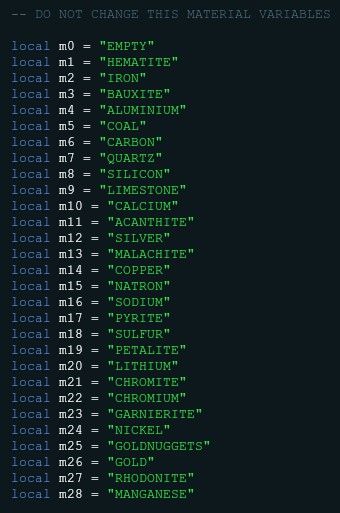 -- DO NOT CHANGE THIS MATERIAL VARIABLES
local m0 = "EMPTY"
local m1 = "HEMATITE"
local m2 = "IRON"
local m3 = "BAUXITE"
local m4 = "ALUMINIUM"
local m5 = "COAL"
local m6 = "CARBON"
local m7 = "QUARTZ"
local m8 = "SILICON"
local m9 = "LIMESTONE"
local m10 = "CALCIUM"
local m11 = "ACANTHITE"
local m12 = "SILVER"
local m13 = "MALACHITE"
local m14 = "COPPER"
local m15 = "NATRON"
local m16 = "SODIUM"
local m17 = "PYRITE"
local m18 = "SULFUR"
local m19 = "PETALITE"
local m20 = "LITHIUM"
local m21 = "CHROMITE"
local m22 = "CHROMIUM"
local m23 = "GARNIERITE"
local m24 = "NICKEL"
local m25 = "GOLDNUGGETS"
local m26 = "GOLD"
local m27 = "RHODONITE"
local m28 = "MANGANESE"